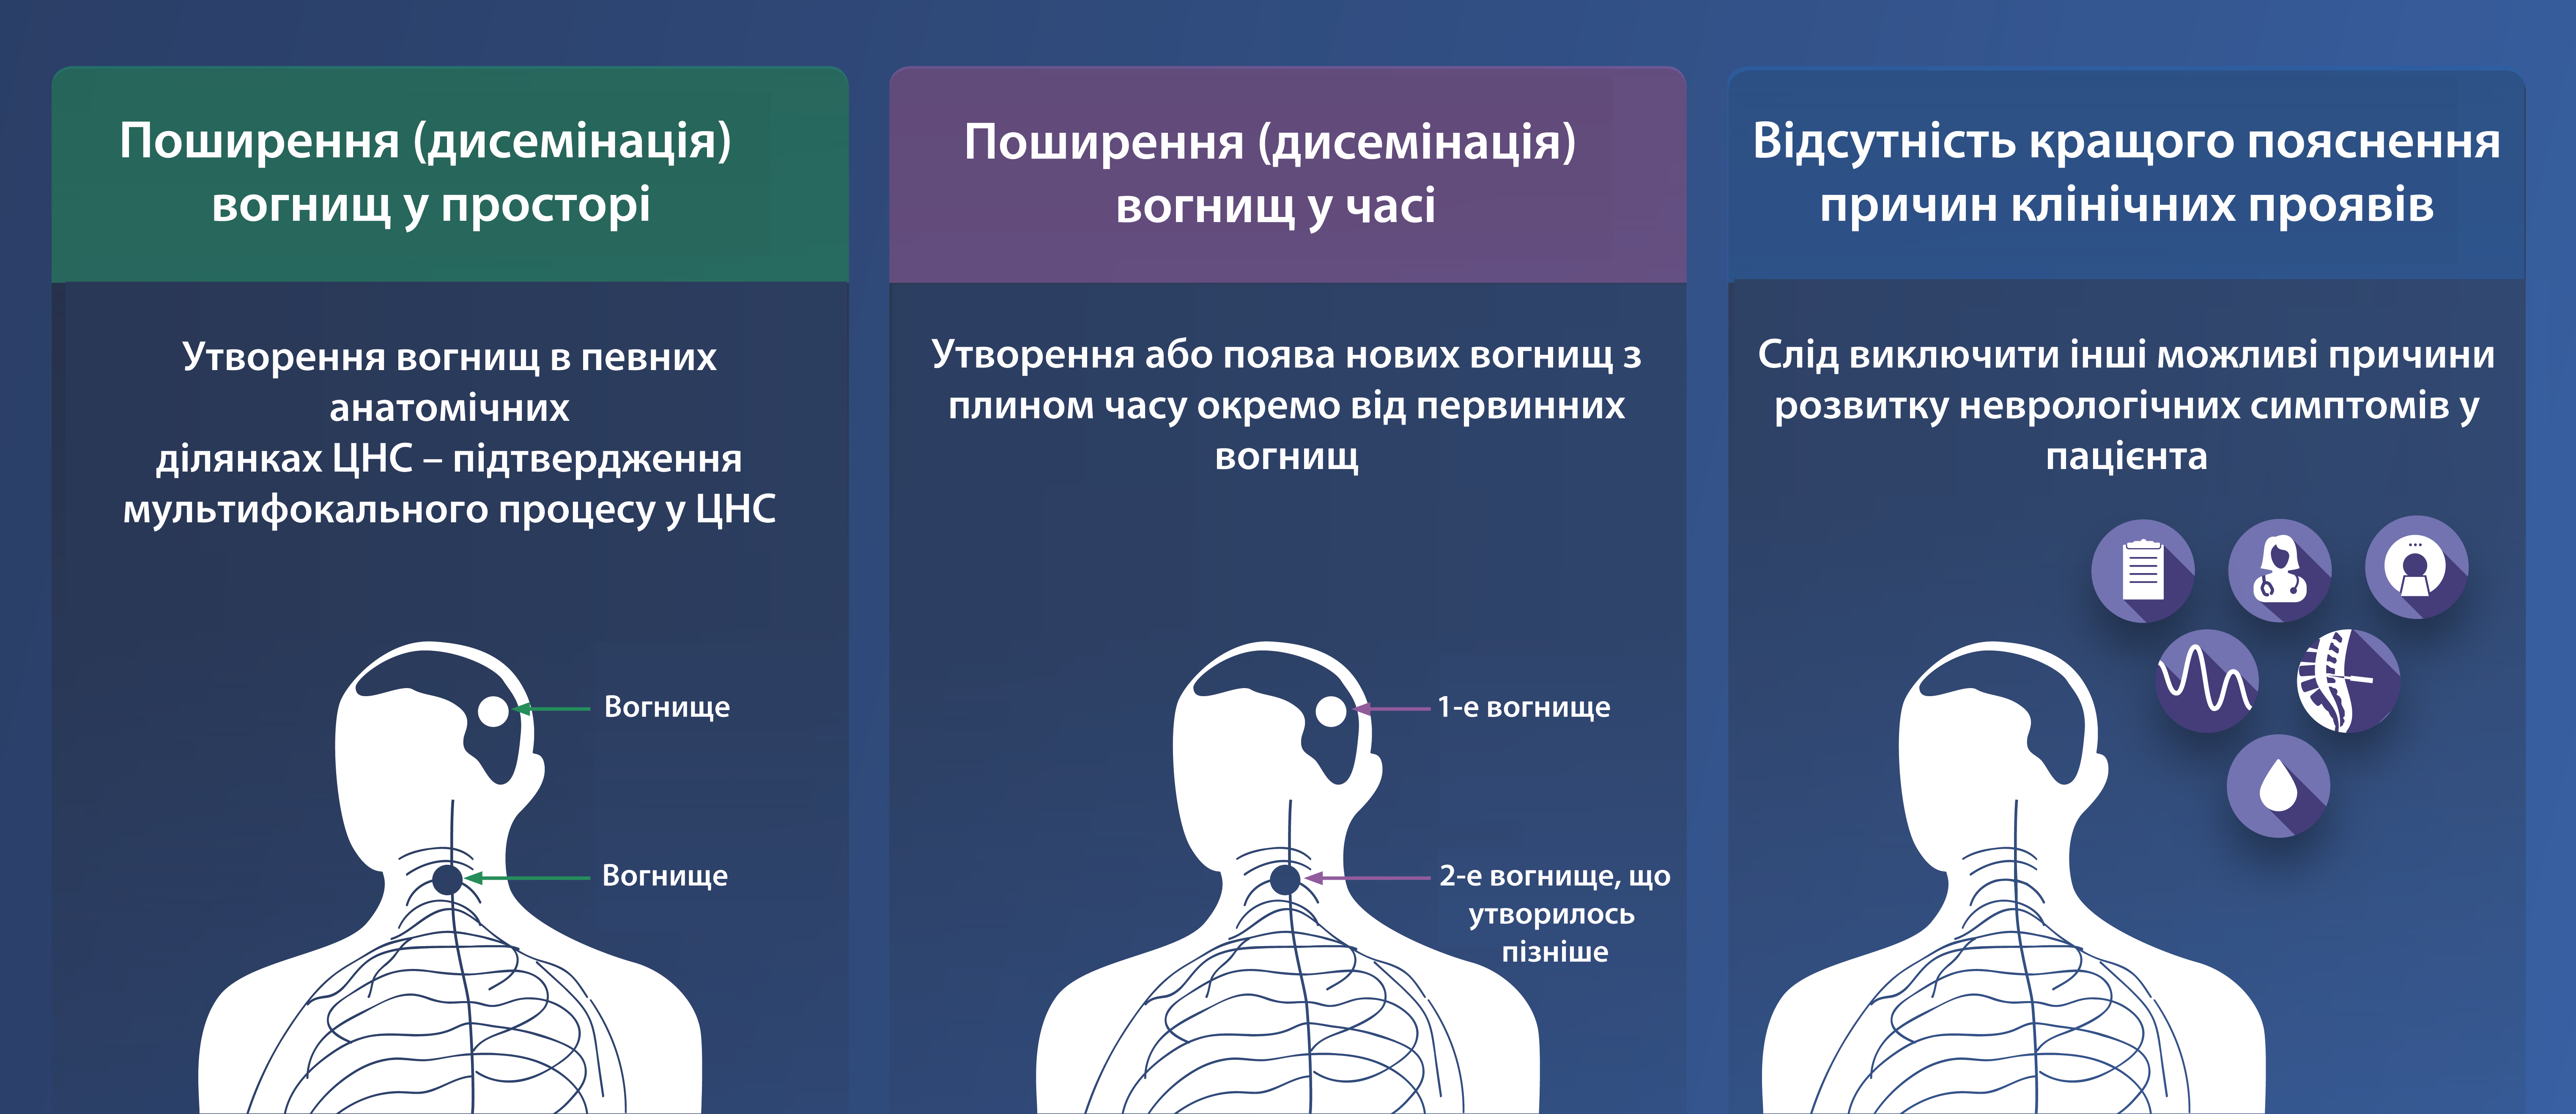 Поширення (дисемінація)
вогнищ у просторі
Утворення вогнищ в певних
анатомічних
ділянках ЦНС – підтвердження
мультифокального процесу у ЦНС
Вогнище
Вогнище
Поширення (дисемінація)
вогнищ у часі
Утворення або поява нових вогнищ з
плином часу окремо від первинних
вогнищ
1-е вогнище
2-е вогнище, що
утворилось
пізніше
Відсутність кращого пояснення
причин клінічних проявів
Слід виключити інші можливі причини
розвитку неврологічних симптомів у
пацієнта